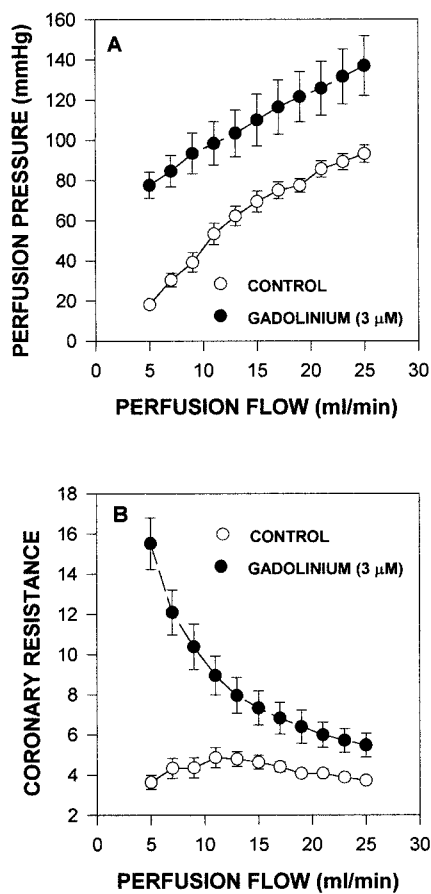 A
PERFUSION PRESSURE (mmHg)
160
140
120
100
80
60
40
20
0
CONTROL
GADOLINIUM (3 µM)
0 5 10 15 20 25 30
PERFUSION FLOW (ml/min)
B
CORONARY RESISTANCE
18
16
14
12
10
8
6
4
2
CONTROL
GADOLINIUM (3 µM)
0 5 10 15 20 25 30
PERFUSION FLOW (ml/min)